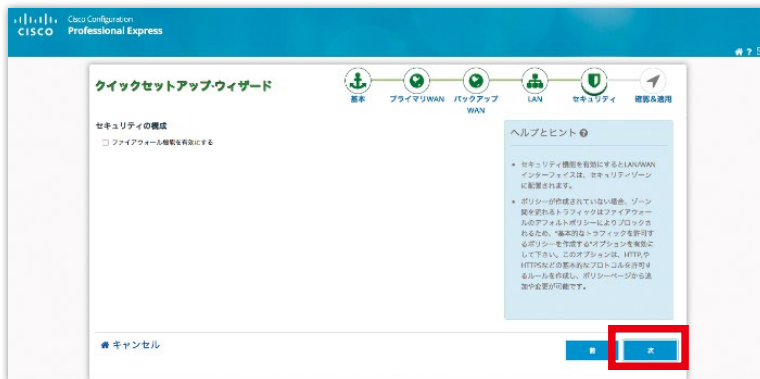 Cisco Configuration
CISCO Professional Express
クイックセットアップ・ウィザード
基本
プライマリWAN
バックアップ
WAN
LAN
セキュリティ
確認&適用
セキュリティの構成
ファイアウォール機能を有効にする
ヘルプとヒント
セキュリティ機能を有効にするとLAN/WAN
インターフェイスは、セキュリティゾーン
に配置されます。
ポリシーが作成されていない場合、ゾーン
間を流れるトラフィックはファイアウォー
ルのデフォルトポリシーによりブロックさ
れるため、"基本的なトラフィックを許可す
るポリシーを作成する"オプションを有効に
して下さい。このオプションは、HTTP,や
HTTPSなどの基本的なプロトコルを許可す
るルールを作成し、ポリシーページから追
加や変更が可能です。
キャンセル
前
次